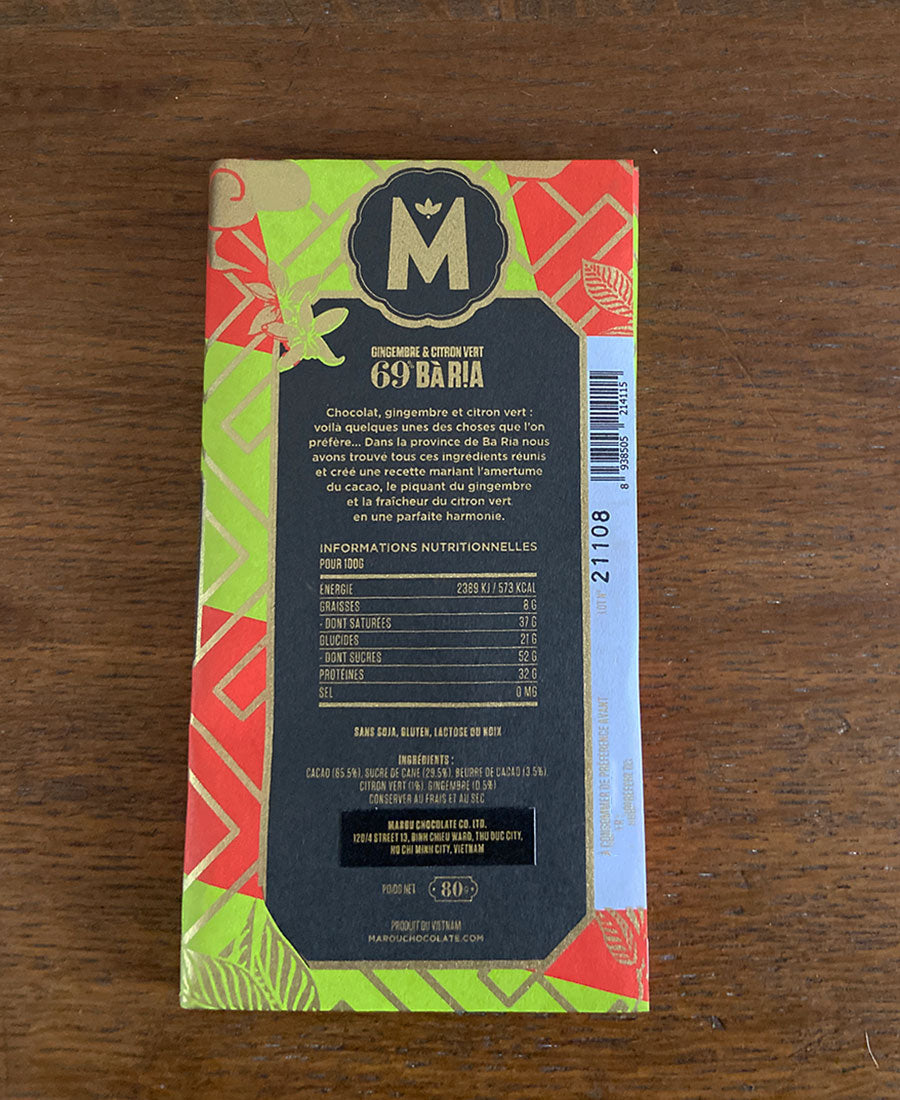 M
GINGEMBRE & CITRON VERT
69% BÀ RỊA
Chocolat, gingembre et citron vert :
voilà quelques unes des choses que l'on
préfère... Dans la province de Ba Ria nous
avons trouvé tous ces ingrédients réunis
et créé une recette mariant l'amertume
du cacao, le piquant du gingembre
et la fraîcheur du citron vert
en une parfaite harmonie.
INFORMATIONS NUTRITIONNELLES
POUR 100G
ÉNERGIE 2389 KJ / 573 KCAL
GRAISSES 8 G
- DONT SATURÉES 37 G
GLUCIDES 21 G
- DONT SUCRES 52 G
PROTÉINES 32 G
SEL 0 MG
SANS SOJA, GLUTEN, LACTOSE OU NOIX
INGRÉDIENTS :
CACAO (65.5%), SUCRE DE CANE (29.5%), BEURRE DE CACAO (3.5%),
CITRON VERT (1%), GINGEMBRE (0.5%)
CONSERVER AU FRAIS ET AU SEC
MAROU CHOCOLATE CO. LTD.
120/4 STREET 13, BINH CHIEU WARD, THU DUC CITY,
HO CHI MINH CITY, VIETNAM
POIDS NET 80G
PRODUIT DU VIETNAM
MAROUCHOCOLATE.COM
8 938505 214115
LOT N° 21108
À CONSOMMER DE PRÉFÉRENCE AVANT